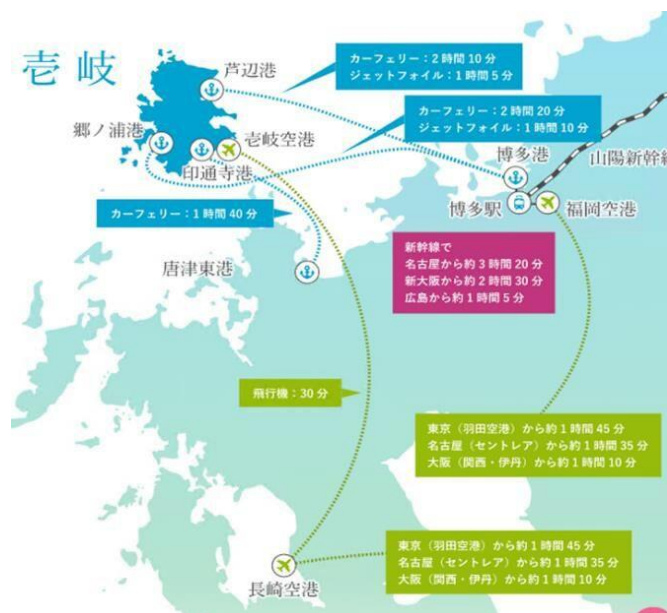 壱岐
芦辺港
カーフェリー：2時間10分
ジェットフォイル：1時間5分
カーフェリー：2時間20分
ジェットフォイル：1時間10分
郷ノ浦港
壱岐空港
印通寺港
博多港
山陽新幹線
博多駅
福岡空港
カーフェリー：1時間40分
唐津東港
新幹線で
名古屋から約3時間20分
新大阪から約2時間30分
広島から約1時間5分
飛行機：30分
東京（羽田空港）から約1時間45分
名古屋（セントレア）から約1時間35分
大阪（関西・伊丹）から約1時間10分
東京（羽田空港）から約1時間45分
名古屋（セントレア）から約1時間35分
大阪（関西・伊丹）から約1時間10分
長崎空港